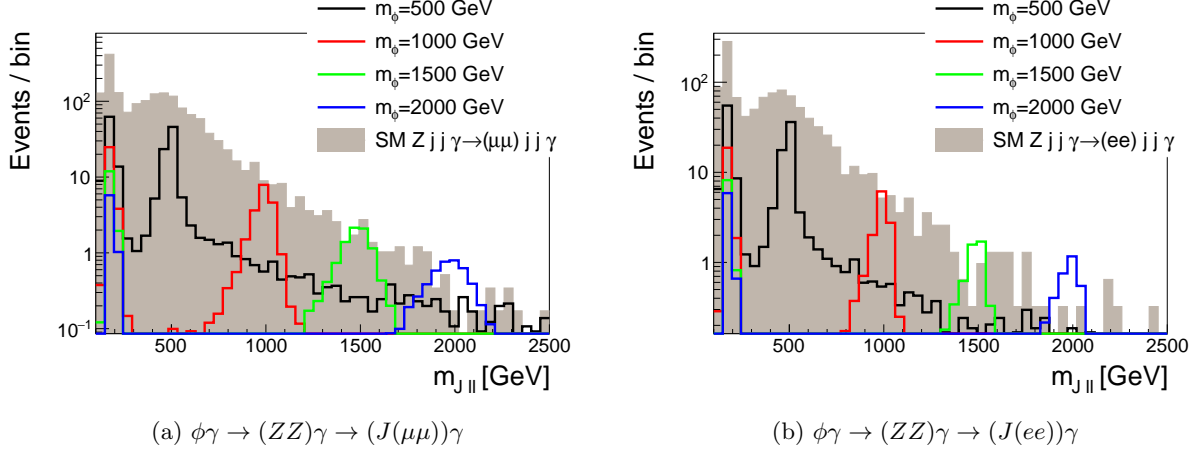 m_ϕ=500 GeV
m_ϕ=1000 GeV
m_ϕ=1500 GeV
m_ϕ=2000 GeV
SM Z j j γ→(μμ) j j γ
Events / bin
10²
10
1
10⁻¹
500 1000 1500 2000 2500
m_{J ll} [GeV]
(a) ϕγ → (ZZ)γ → (J(μμ))γ
m_ϕ=500 GeV
m_ϕ=1000 GeV
m_ϕ=1500 GeV
m_ϕ=2000 GeV
SM Z j j γ→(ee) j j γ
Events / bin
10²
10
1
500 1000 1500 2000 2500
m_{J ll} [GeV]
(b) ϕγ → (ZZ)γ → (J(ee))γ